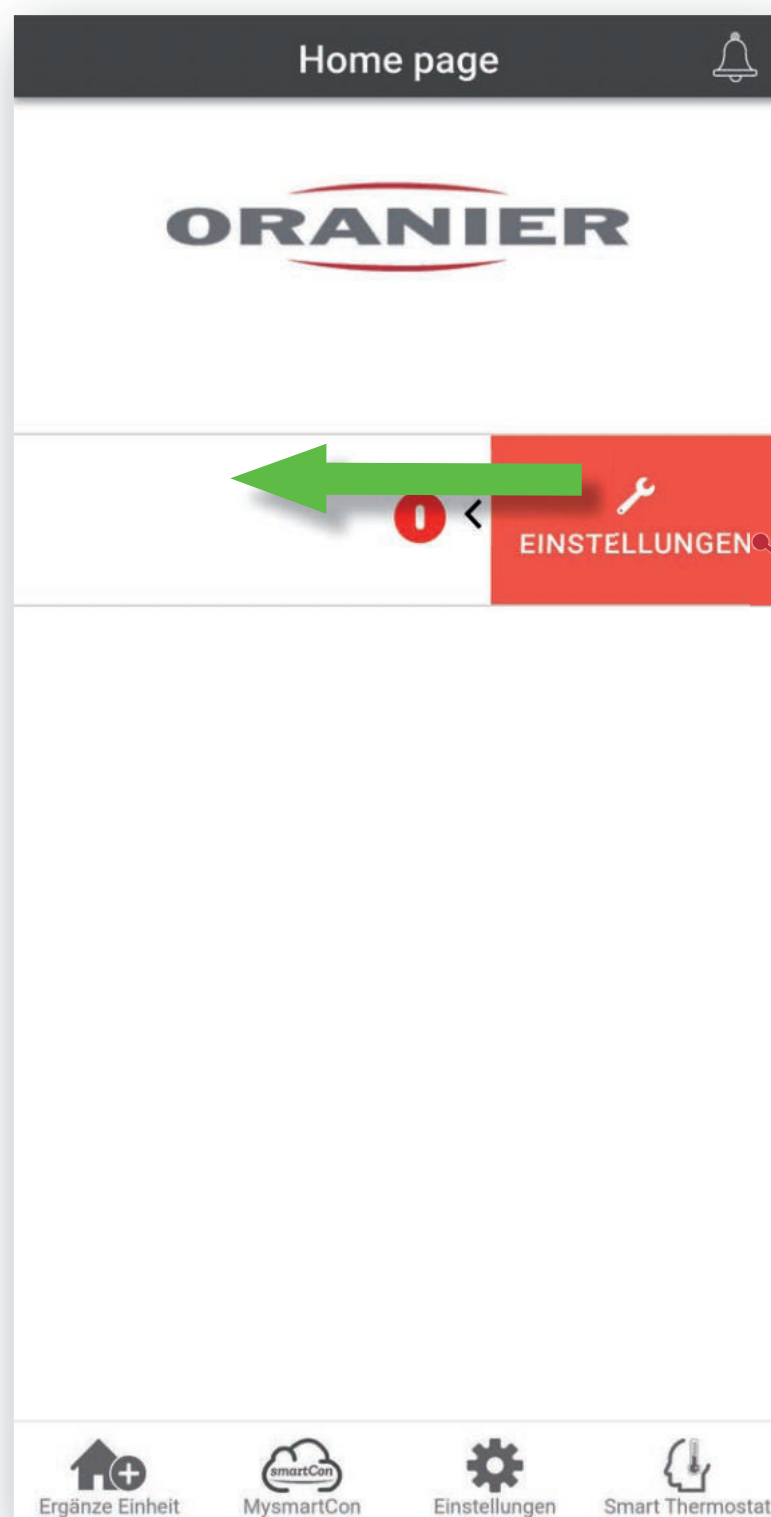 Home page
ORANIER
EINSTELLUNGEN
smartCon
Ergänze Einheit
MysmartCon
Einstellungen
Smart Thermostat